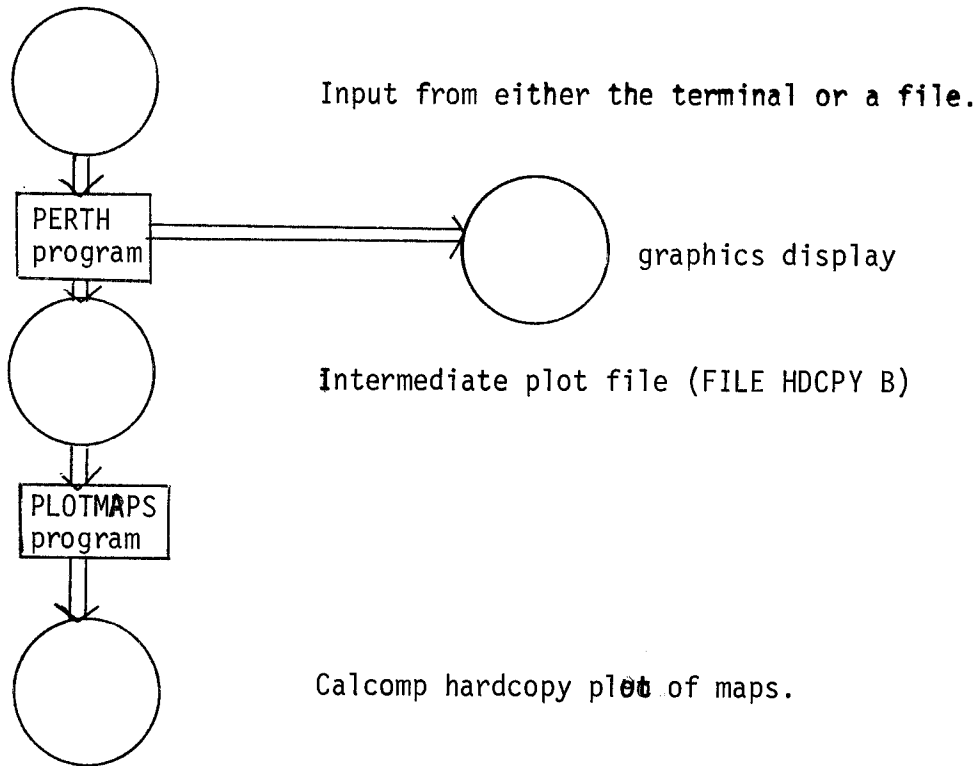 Input from either the terminal or a file.
PERTH
program
graphics display
Intermediate plot file (FILE HDCPY B)
PLOTMAPS
program
Calcomp hardcopy plot of maps.